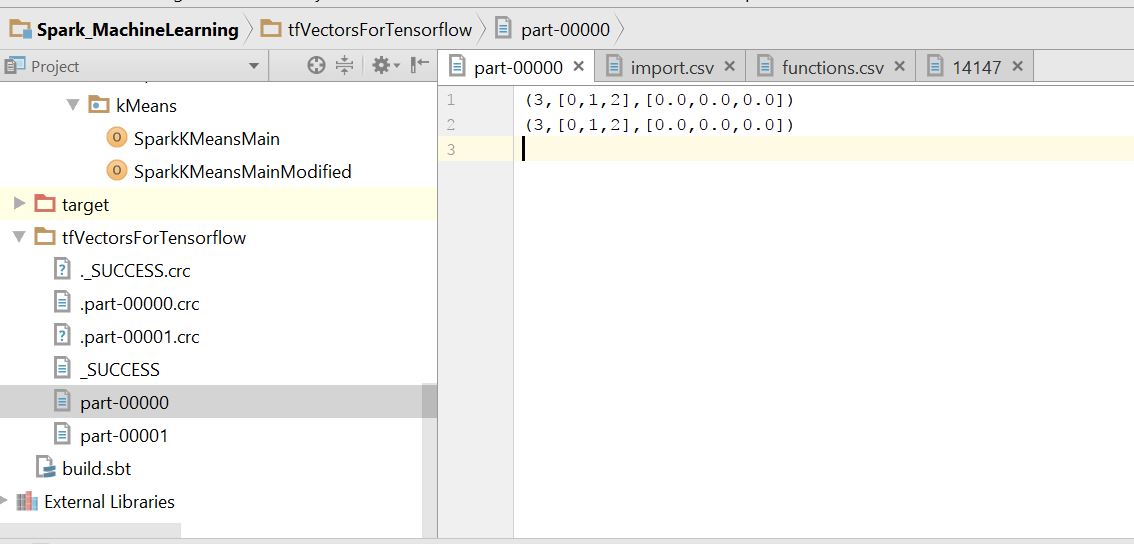 Spark_MachineLearning tfVectorsForTensorflow part-00000
Project
part-00000 import.csv functions.csv 14147
kMeans
SparkKMeansMain
SparkKMeansMainModified
target
tfVectorsForTensorflow
._SUCCESS.crc
.part-00000.crc
.part-00001.crc
_SUCCESS
part-00000
part-00001
build.sbt
External Libraries
1 (3,[0,1,2],[0.0,0.0,0.0])
2 (3,[0,1,2],[0.0,0.0,0.0])
3